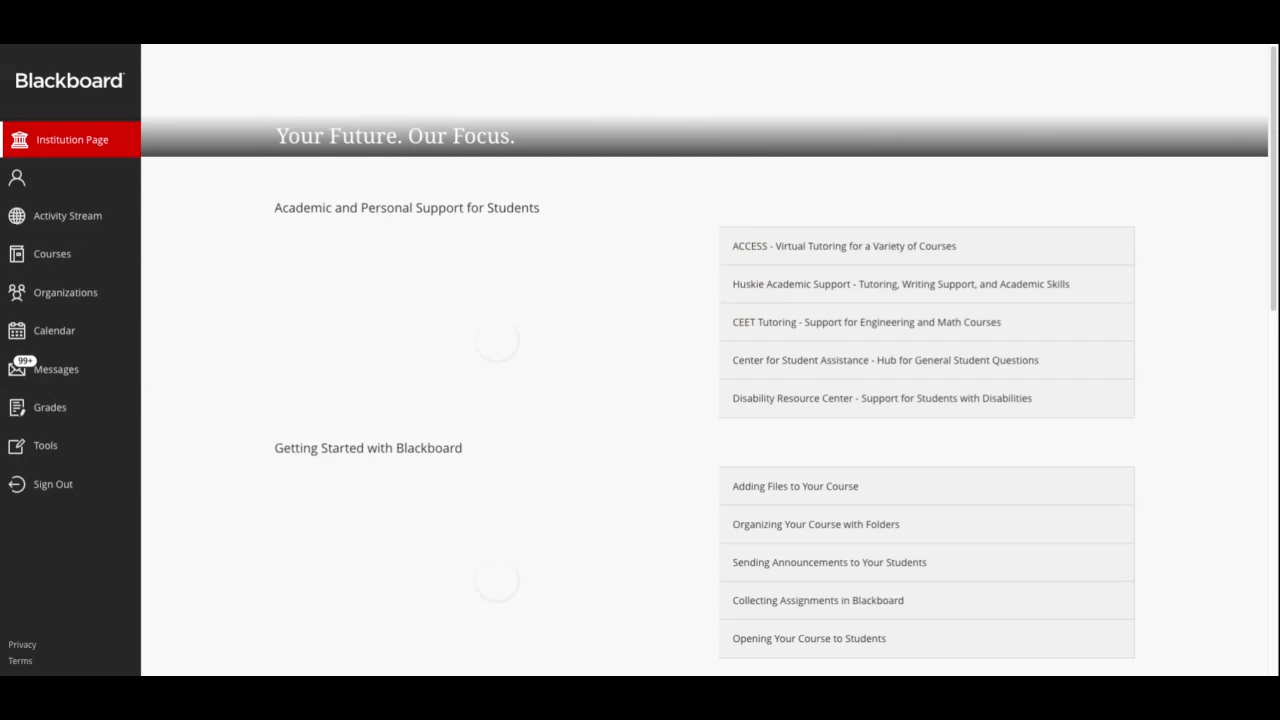 Blackboard
Institution Page
Activity Stream
Courses
Organizations
Calendar
99+
Messages
Grades
Tools
Sign Out
Privacy
Terms
Your Future. Our Focus.
Academic and Personal Support for Students
ACCESS - Virtual Tutoring for a Variety of Courses
Huskie Academic Support - Tutoring, Writing Support, and Academic Skills
CEET Tutoring - Support for Engineering and Math Courses
Center for Student Assistance - Hub for General Student Questions
Disability Resource Center - Support for Students with Disabilities
Getting Started with Blackboard
Adding Files to Your Course
Organizing Your Course with Folders
Sending Announcements to Your Students
Collecting Assignments in Blackboard
Opening Your Course to Students